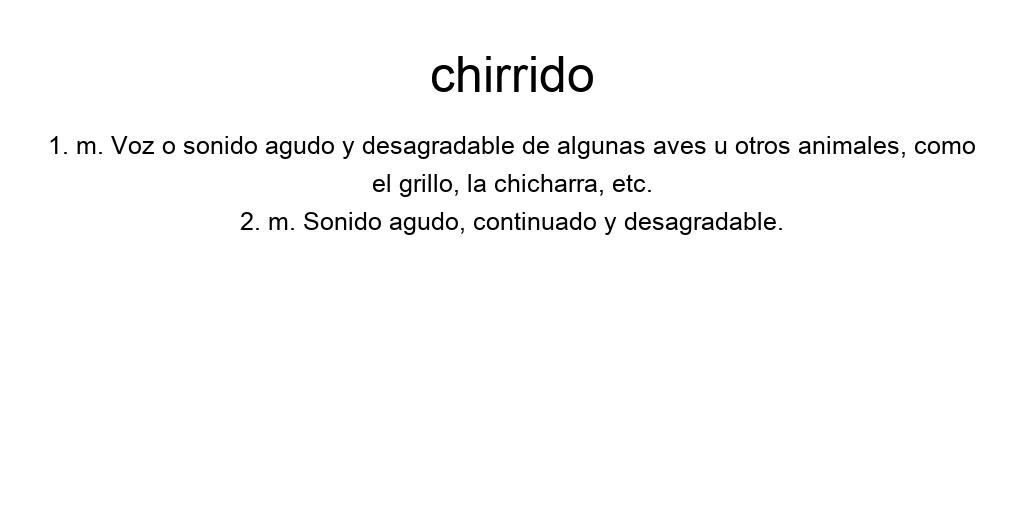 chirrido
1. m. Voz o sonido agudo y desagradable de algunas aves u otros animales, como
el grillo, la chicharra, etc.
2. m. Sonido agudo, continuado y desagradable.